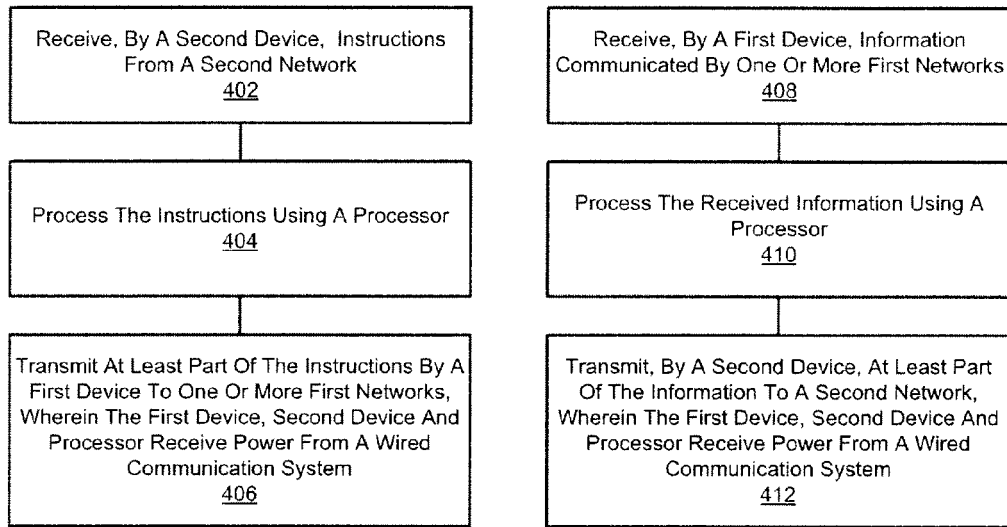 Receive, By A Second Device, Instructions
From A Second Network
402
Process The Instructions Using A Processor
404
Transmit At Least Part Of The Instructions By A
First Device To One Or More First Networks,
Wherein The First Device, Second Device And
Processor Receive Power From A Wired
Communication System
406
Receive, By A First Device, Information
Communicated By One Or More First Networks
408
Process The Received Information Using A
Processor
410
Transmit, By A Second Device, At Least Part
Of The Information To A Second Network,
Wherein The First Device, Second Device And
Processor Receive Power From A Wired
Communication System
412